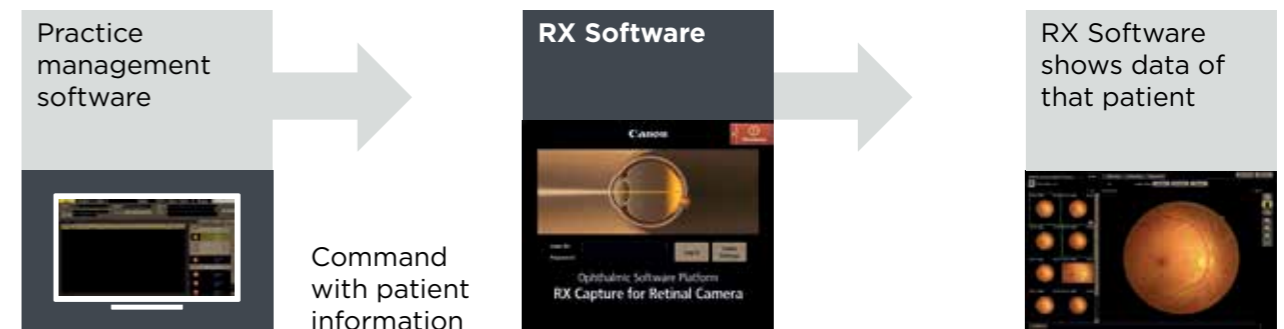 Practice
management
software
Command
with patient
information
RX Software
Canon
Ophthalmic Software Platform
RX Capture for Retinal Camera
RX Software
shows data of
that patient